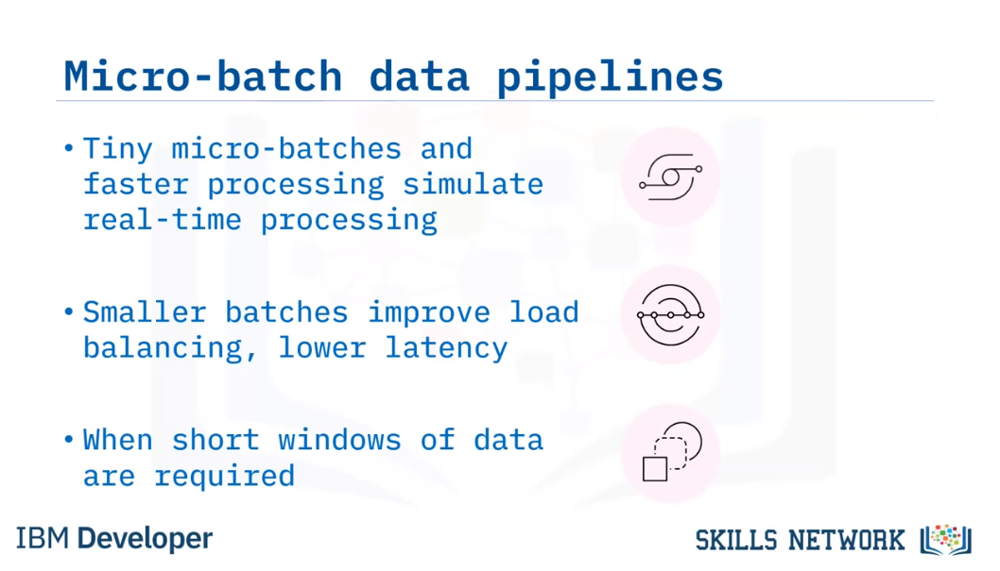 Micro-batch data pipelines
• Tiny micro-batches and
faster processing simulate
real-time processing
• Smaller batches improve load
balancing, lower latency
• When short windows of data
are required
IBM Developer
SKILLS NETWORK